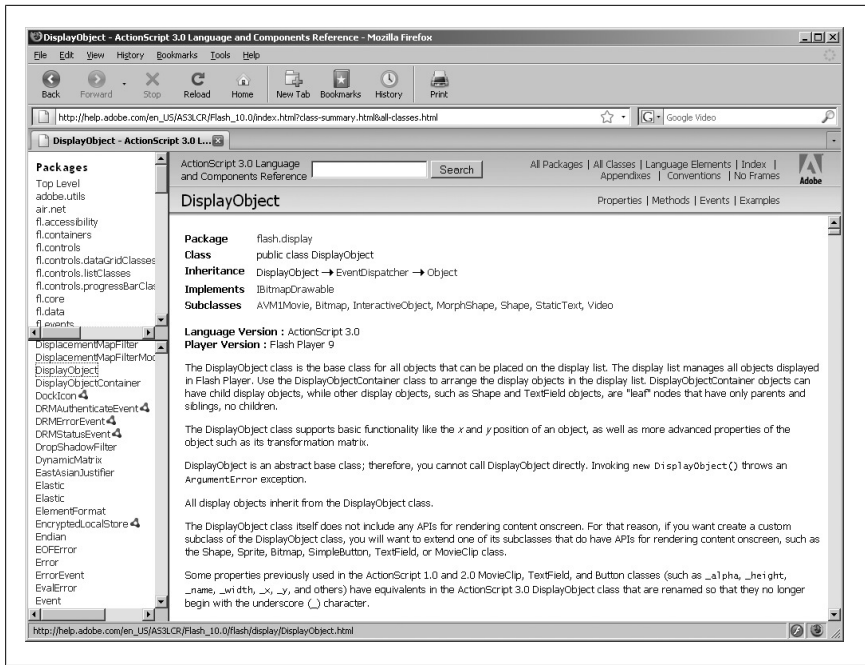 DisplayObject - ActionScript 3.0 Language and Components Reference - Mozilla Firefox
File Edit View History Bookmarks Tools Help
Back Forward Stop Reload Home New Tab Bookmarks History Print
http://help.adobe.com/en_US/AS3LCR/Flash_10.0/index.html?class-summary.html&all-classes.html
G Google Video
DisplayObject - ActionScript 3.0 L...
Packages
Top Level
adobe.utils
air.net
fl.accessibility
fl.containers
fl.controls
fl.controls.dataGridClasses
fl.controls.listClasses
fl.controls.progressBarClas
fl.core
fl.data
fl.events
DisplacementMapFilter
DisplacementMapFilterMod
DisplayObject
DisplayObjectContainer
DockIcon
DRMAuthenticateEvent
DRMErrorEvent
DRMStatusEvent
DropShadowFilter
DynamicMatrix
EastAsianJustifier
Elastic
Elastic
ElementFormat
EncryptedLocalStore
Endian
EOFError
Error
ErrorEvent
EvalError
Event
ActionScript 3.0 Language
and Components Reference
Search
All Packages | All Classes | Language Elements | Index |
Appendixes | Conventions | No Frames
Adobe
DisplayObject
Properties | Methods | Events | Examples
Package flash.display
Class public class DisplayObject
Inheritance DisplayObject → EventDispatcher → Object
Implements IBitmapDrawable
Subclasses AVM1Movie, Bitmap, InteractiveObject, MorphShape, Shape, StaticText, Video
Language Version : ActionScript 3.0
Player Version : Flash Player 9
The DisplayObject class is the base class for all objects that can be placed on the display list. The display list manages all objects displayed
in Flash Player. Use the DisplayObjectContainer class to arrange the display objects in the display list. DisplayObjectContainer objects can
have child display objects, while other display objects, such as Shape and TextField objects, are "leaf" nodes that have only parents and
siblings, no children.
The DisplayObject class supports basic functionality like the x and y position of an object, as well as more advanced properties of the
object such as its transformation matrix.
DisplayObject is an abstract base class; therefore, you cannot call DisplayObject directly. Invoking new DisplayObject() throws an
ArgumentError exception.
All display objects inherit from the DisplayObject class.
The DisplayObject class itself does not include any APIs for rendering content onscreen. For that reason, if you want create a custom
subclass of the DisplayObject class, you will want to extend one of its subclasses that do have APIs for rendering content onscreen, such as
the Shape, Sprite, Bitmap, SimpleButton, TextField, or MovieClip class.
Some properties previously used in the ActionScript 1.0 and 2.0 MovieClip, TextField, and Button classes (such as _alpha, _height,
_name, _width, _x, _y, and others) have equivalents in the ActionScript 3.0 DisplayObject class that are renamed so that they no longer
begin with the underscore (_) character.
http://help.adobe.com/en_US/AS3LCR/Flash_10.0/flash/display/DisplayObject.html